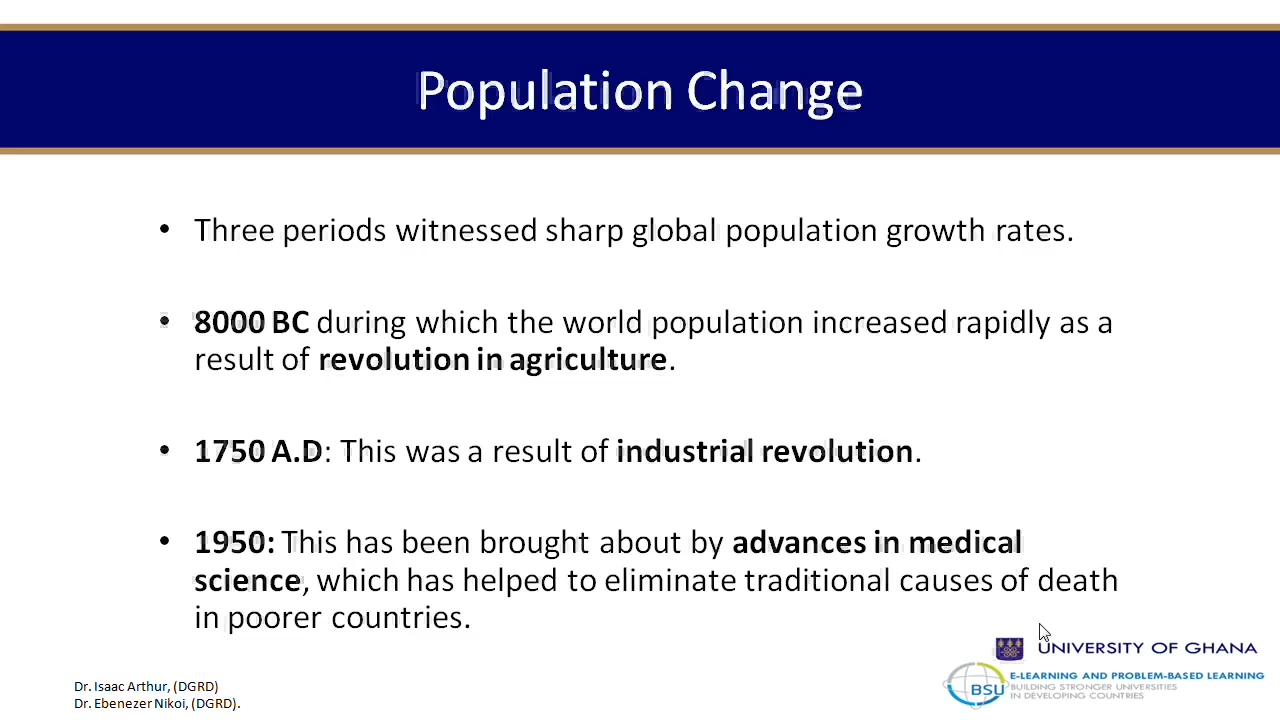 Population Change
• Three periods witnessed sharp global population growth rates.
• 8000 BC during which the world population increased rapidly as a
result of revolution in agriculture.
• 1750 A.D: This was a result of industrial revolution.
• 1950: This has been brought about by advances in medical
science, which has helped to eliminate traditional causes of death
in poorer countries.
UNIVERSITY OF GHANA
BSU
E-LEARNING AND PROBLEM-BASED LEARNING
BUILDING STRONGER UNIVERSITIES
IN DEVELOPING COUNTRIES
Dr. Isaac Arthur, (DGRD)
Dr. Ebenezer Nikoi, (DGRD).